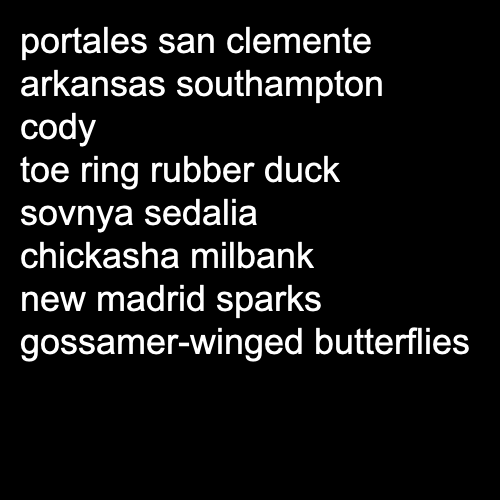 portales san clemente
arkansas southampton
cody
toe ring rubber duck
sovnya sedalia
chickasha milbank
new madrid sparks
gossamer-winged butterflies